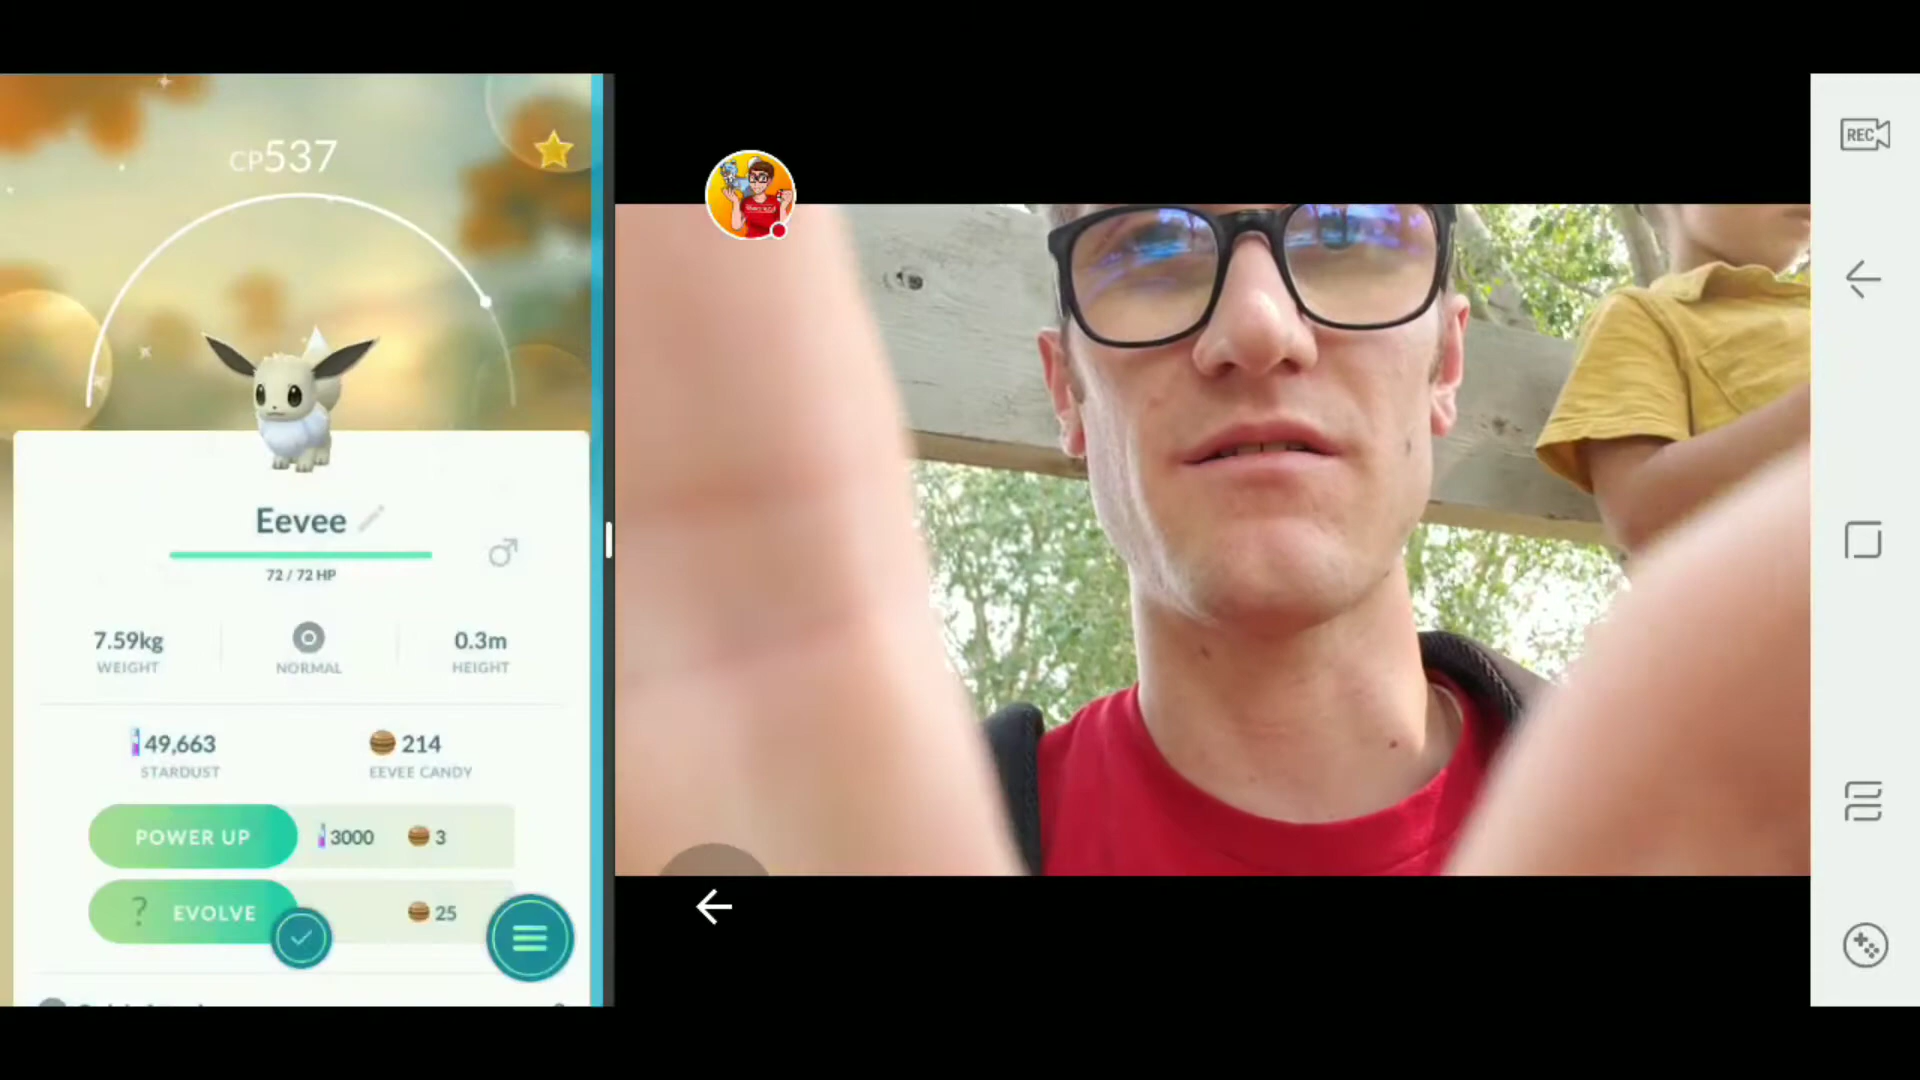 CP537
Eevee
72 / 72 HP
7.59kg
WEIGHT
NORMAL
0.3m
HEIGHT
49,663
STARDUST
214
EEVEE CANDY
POWER UP 3000 3
? EVOLVE 25
REC